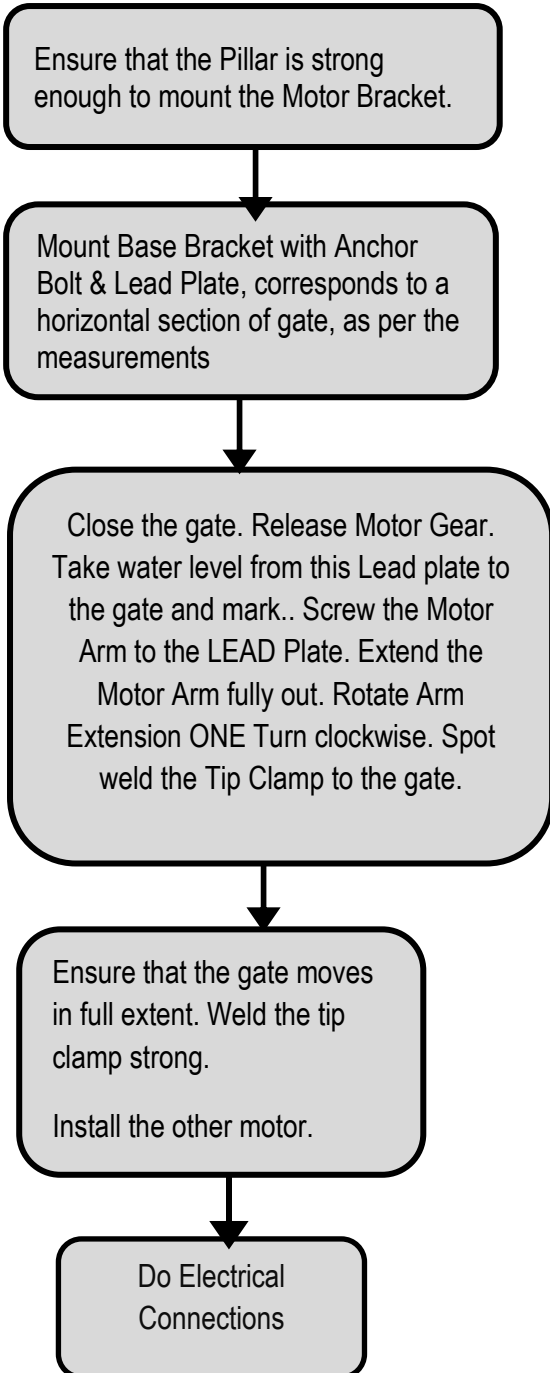 Ensure that the Pillar is strong
enough to mount the Motor Bracket.
Mount Base Bracket with Anchor
Bolt & Lead Plate, corresponds to a
horizontal section of gate, as per the
measurements
Close the gate. Release Motor Gear.
Take water level from this Lead plate to
the gate and mark.. Screw the Motor
Arm to the LEAD Plate. Extend the
Motor Arm fully out. Rotate Arm
Extension ONE Turn clockwise. Spot
weld the Tip Clamp to the gate.
Ensure that the gate moves
in full extent. Weld the tip
clamp strong.
Install the other motor.
Do Electrical
Connections